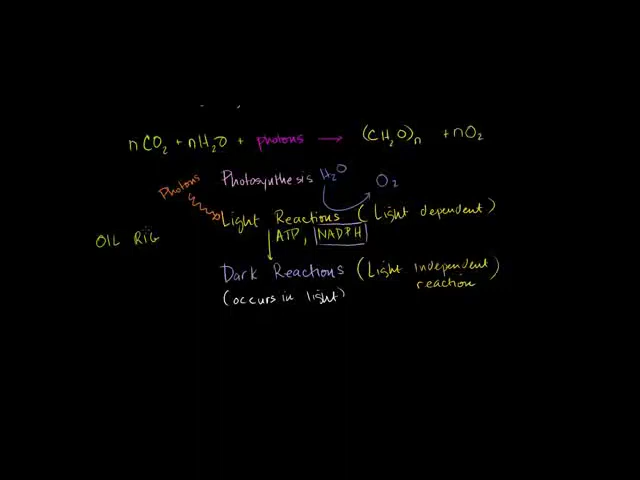 nCO₂ + nH₂O + photons → (CH₂O)n + nO₂
Photosynthesis H₂O O₂
Photons
Light Reactions (Light dependent)
ATP, NADPH
OIL RIG
Dark Reactions (Light independent reaction)
(occurs in light)